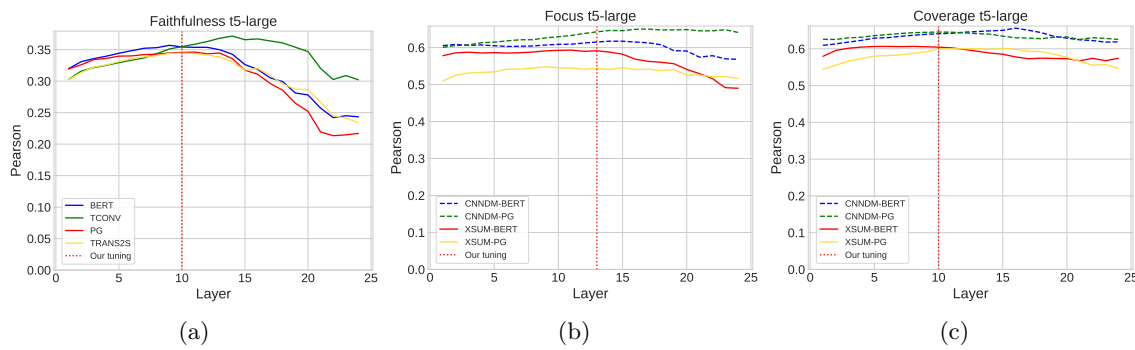 Faithfulness t5-large
Pearson
0.35
0.30
0.25
0.20
0.15
0.10
0.05
0.00
BERT
TCONV
PG
TRANS2S
Our tuning
0 5 10 15 20 25
Layer
(a)
Focus t5-large
Pearson
0.6
0.5
0.4
0.3
0.2
0.1
0.0
CNNDM-BERT
CNNDM-PG
XSUM-BERT
XSUM-PG
Our tuning
0 5 10 15 20 25
Layer
(b)
Coverage t5-large
Pearson
0.6
0.5
0.4
0.3
0.2
0.1
0.0
CNNDM-BERT
CNNDM-PG
XSUM-BERT
XSUM-PG
Our tuning
0 5 10 15 20 25
Layer
(c)